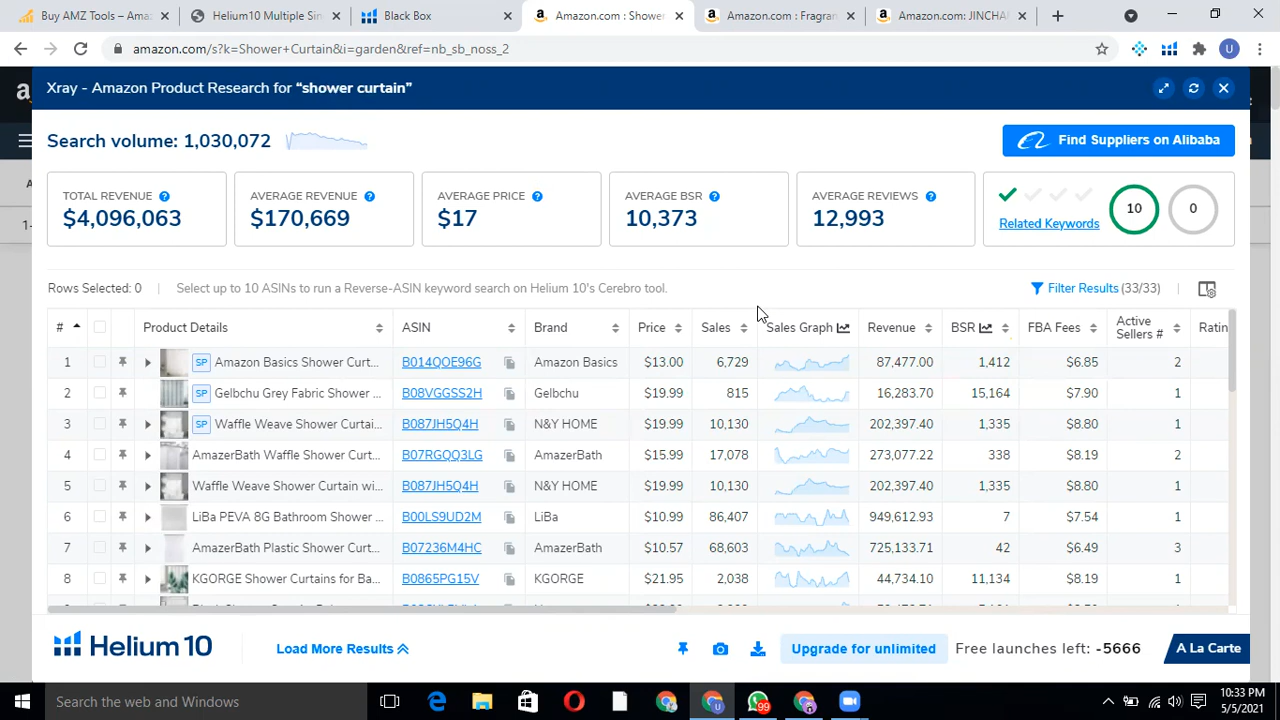 Buy AMZ Tools – Amaz
Helium10 Multiple Sin
Black Box
Amazon.com : Showe
Amazon.com : Fragran
Amazon.com: JINCHAN
amazon.com/s?k=Shower+Curtain&i=garden&ref=nb_sb_noss_2
U
Xray - Amazon Product Research for “shower curtain”
Search volume: 1,030,072
Find Suppliers on Alibaba
TOTAL REVENUE ?
$4,096,063
AVERAGE REVENUE ?
$170,669
AVERAGE PRICE ?
$17
AVERAGE BSR ?
10,373
AVERAGE REVIEWS ?
12,993
Related Keywords
10
0
Rows Selected: 0 | Select up to 10 ASINs to run a Reverse-ASIN keyword search on Helium 10's Cerebro tool.
Filter Results (33/33)
# Product Details ASIN Brand Price Sales Sales Graph Revenue BSR FBA Fees Active Sellers # Ratin
1 SP Amazon Basics Shower Curt... B014QOE96G Amazon Basics $13.00 6,729 87,477.00 1,412 $6.85 2
2 SP Gelbchu Grey Fabric Shower ... B08VGGSS2H Gelbchu $19.99 815 16,283.70 15,164 $7.90 1
3 SP Waffle Weave Shower Curtai... B087JH5Q4H N&Y HOME $19.99 10,130 202,397.40 1,335 $8.80 1
4 AmazerBath Waffle Shower Curt... B07RGQQ3LG AmazerBath $15.99 17,078 273,077.22 338 $8.19 2
5 Waffle Weave Shower Curtain wi... B087JH5Q4H N&Y HOME $19.99 10,130 202,397.40 1,335 $8.80 1
6 LiBa PEVA 8G Bathroom Shower ... B00LS9UD2M LiBa $10.99 86,407 949,612.93 7 $7.54 1
7 AmazerBath Plastic Shower Curt... B07236M4HC AmazerBath $10.57 68,603 725,133.71 42 $6.49 3
8 KGORGE Shower Curtains for Ba... B0865PG15V KGORGE $21.95 2,038 44,734.10 11,134 $8.19 1
Helium 10
Load More Results
Upgrade for unlimited
Free launches left: -5666
A La Carte
Search the web and Windows
99
10:33 PM
5/5/2021